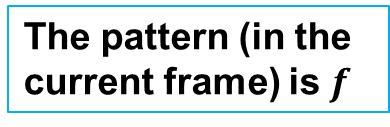 The pattern (in the
current frame) is f